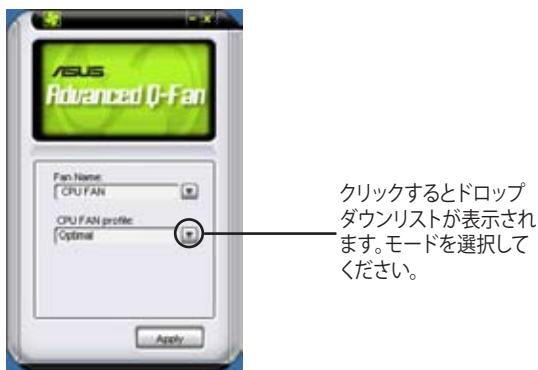 ASUS
Advanced Q-Fan
Fan Name:
CPU FAN
CPU FAN profile:
Optimal
Apply
クリックするとドロップ
ダウンリストが表示され
ます。モードを選択して
ください。